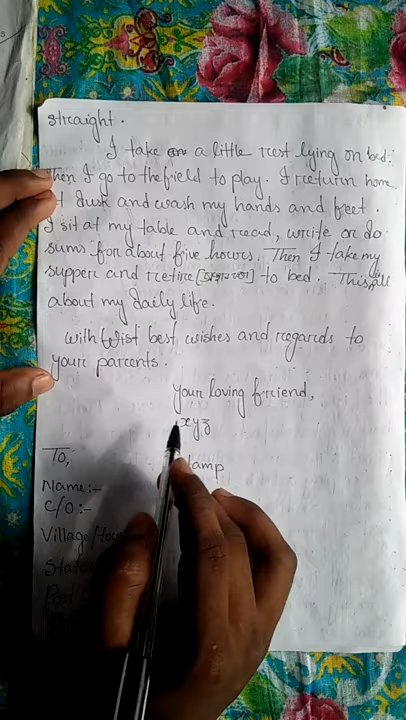 straight.
I take a little rest lying on bed.
Then I go to the field to play. I return home
dusk and wash my hands and feet.
I sit at my table and read, write or do
sums for about five hours. Then I take my
supper and retire to bed. This all
about my daily life.
with best wishes and regards to
your parents.
Your loving friend,
xyz
To,
Name:-
C/O:-
Village/
State